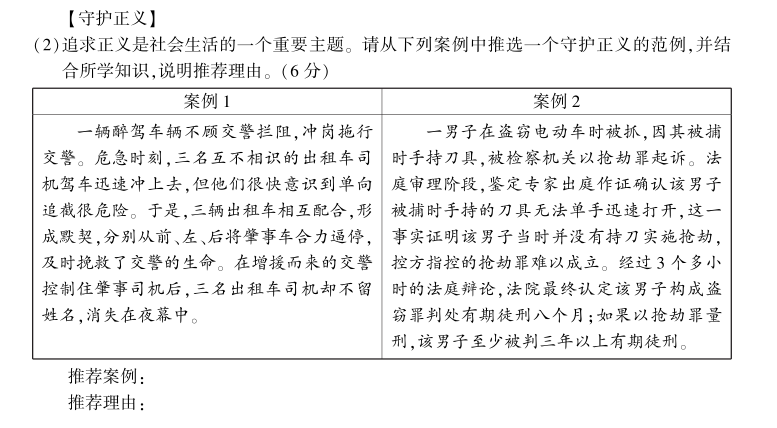 【守护正义】
(2)追求正义是社会生活的一个重要主题。请从下列案例中推选一个守护正义的范例,并结
合所学知识,说明推荐理由。(6分)
案例1
案例2
一辆醉驾车辆不顾交警拦阻,冲岗拖行
交警。危急时刻,三名互不相识的出租车司
机驾车迅速冲上去,但他们很快意识到单向
追截很危险。于是,三辆出租车相互配合,形
成默契,分别从前、左、后将肇事车合力逼停,
及时挽救了交警的生命。在增援而来的交警
控制住肇事司机后,三名出租车司机却不留
姓名,消失在夜幕中。
一男子在盗窃电动车时被抓,因其被捕
时手持刀具,被检察机关以抢劫罪起诉。法
庭审理阶段,鉴定专家出庭作证确认该男子
被捕时手持的刀具无法单手迅速打开,这一
事实证明该男子当时并没有持刀实施抢劫,
控方指控的抢劫罪难以成立。经过3个多小
时的法庭辩论,法院最终认定该男子构成盗
窃罪判处有期徒刑八个月;如果以抢劫罪量
刑,该男子至少被判三年以上有期徒刑。
推荐案例:
推荐理由: